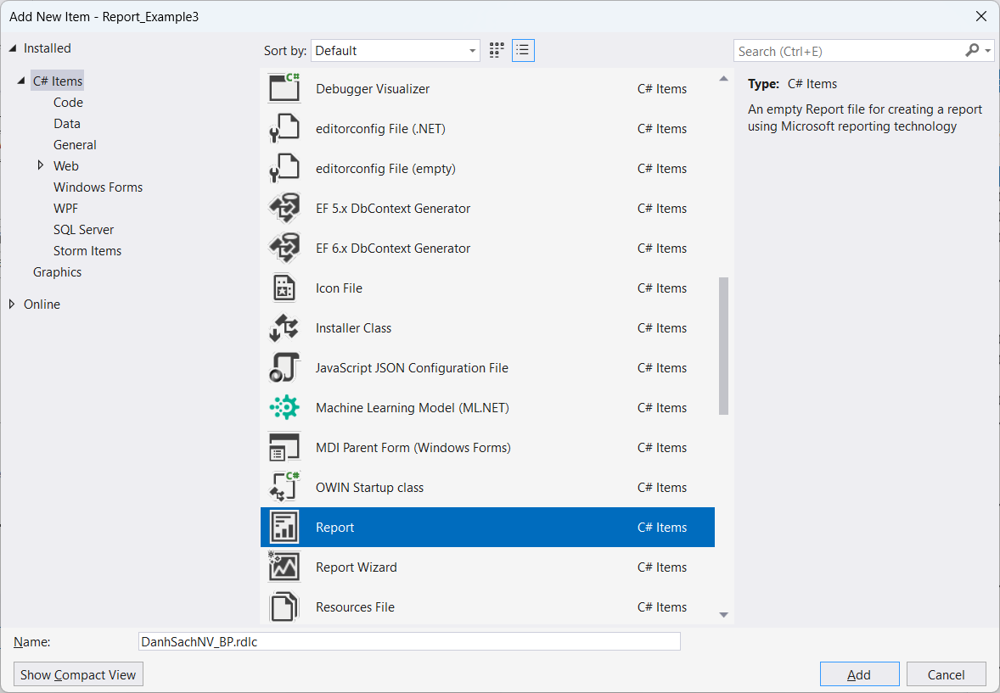 Add New Item - Report_Example3
Installed
C# Items
Code
Data
General
Web
Windows Forms
WPF
SQL Server
Storm Items
Graphics
Online
Sort by: Default
Debugger Visualizer C# Items
editorconfig File (.NET) C# Items
editorconfig File (empty) C# Items
EF 5.x DbContext Generator C# Items
EF 6.x DbContext Generator C# Items
Icon File C# Items
Installer Class C# Items
JavaScript JSON Configuration File C# Items
Machine Learning Model (ML.NET) C# Items
MDI Parent Form (Windows Forms) C# Items
OWIN Startup class C# Items
Report C# Items
Report Wizard C# Items
Resources File C# Items
Search (Ctrl+E)
Type: C# Items
An empty Report file for creating a report
using Microsoft reporting technology
Name: DanhSachNV_BP.rdlc
Show Compact View
Add
Cancel